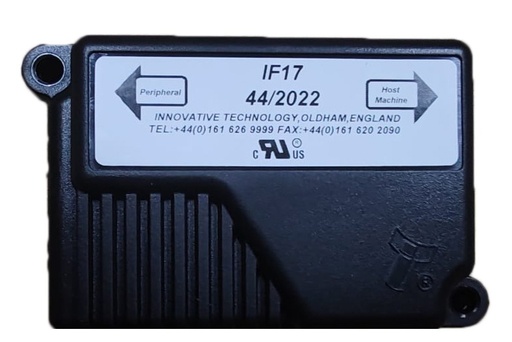 IF17
Peripheral
Host
Machine
44/2022
INNOVATIVE TECHNOLOGY,OLDHAM,ENGLAND
TEL:+44(0)161 626 9999 FAX:+44(0)161 620 2090
c RU US
®